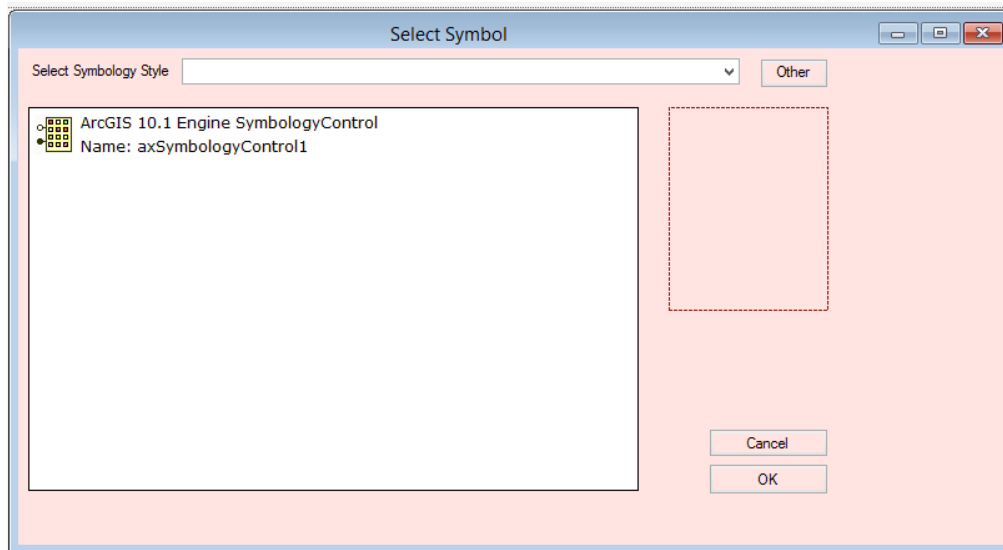 Select Symbol
Select Symbology Style
Other
ArcGIS 10.1 Engine SymbologyControl
Name: axSymbologyControl1
Cancel
OK